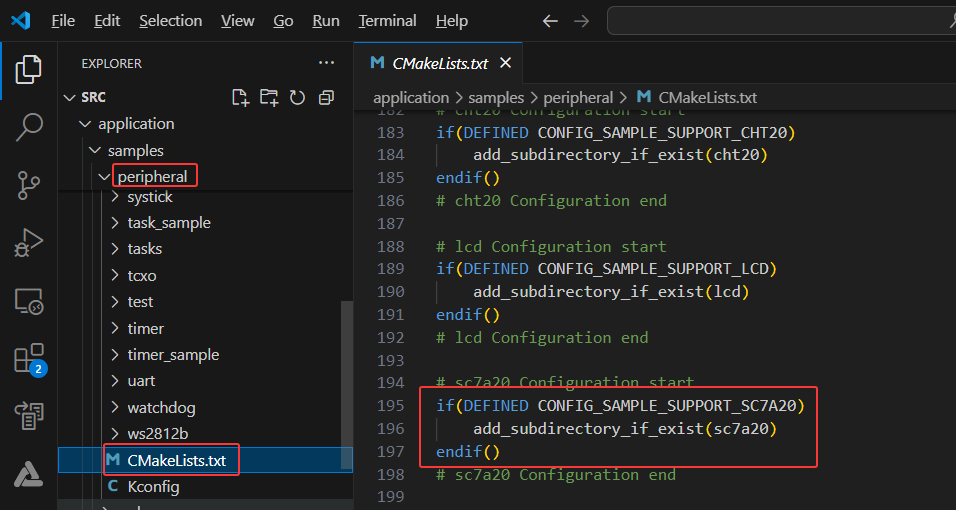 File Edit Selection View Go Run Terminal Help
EXPLORER
SRC
application
samples
peripheral
systick
task_sample
tasks
tcxo
test
timer
timer_sample
uart
watchdog
ws2812b
CMakeLists.txt
Kconfig
2
CMakeLists.txt
application > samples > peripheral > CMakeLists.txt
182 # cht20 Configuration start
183 if(DEFINED CONFIG_SAMPLE_SUPPORT_CHT20)
184 add_subdirectory_if_exist(cht20)
185 endif()
186 # cht20 Configuration end
187
188 # lcd Configuration start
189 if(DEFINED CONFIG_SAMPLE_SUPPORT_LCD)
190 add_subdirectory_if_exist(lcd)
191 endif()
192 # lcd Configuration end
193
194 # sc7a20 Configuration start
195 if(DEFINED CONFIG_SAMPLE_SUPPORT_SC7A20)
196 add_subdirectory_if_exist(sc7a20)
197 endif()
198 # sc7a20 Configuration end
199